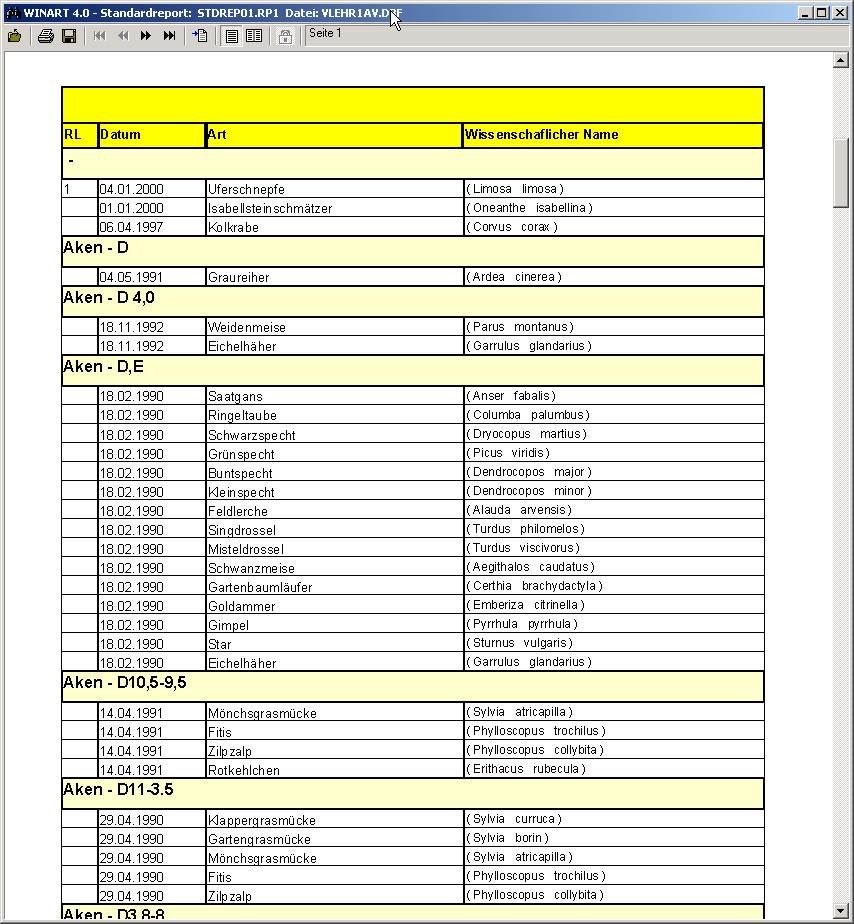 WINART 4.0 - Standardreport: STDREP01.RP1 Datei: VLEHR1AV.DBF
Seite 1
RL Datum Art Wissenschaflicher Name
-
1 04.01.2000 Uferschnepfe ( Limosa limosa )
01.01.2000 Isabellsteinschmätzer ( Oneanthe isabellina )
06.04.1997 Kolkrabe ( Corvus corax )
Aken - D
04.05.1991 Graureiher ( Ardea cinerea )
Aken - D 4,0
18.11.1992 Weidenmeise ( Parus montanus )
18.11.1992 Eichelhäher ( Garrulus glandarius )
Aken - D,E
18.02.1990 Saatgans ( Anser fabalis )
18.02.1990 Ringeltaube ( Columba palumbus )
18.02.1990 Schwarzspecht ( Dryocopus martius )
18.02.1990 Grünspecht ( Picus viridis )
18.02.1990 Buntspecht ( Dendrocopos major )
18.02.1990 Kleinspecht ( Dendrocopos minor )
18.02.1990 Feldlerche ( Alauda arvensis )
18.02.1990 Singdrossel ( Turdus philomelos )
18.02.1990 Misteldrossel ( Turdus viscivorus )
18.02.1990 Schwanzmeise ( Aegithalos caudatus )
18.02.1990 Gartenbaumläufer ( Certhia brachydactyla )
18.02.1990 Goldammer ( Emberiza citrinella )
18.02.1990 Gimpel ( Pyrrhula pyrrhula )
18.02.1990 Star ( Sturnus vulgaris )
18.02.1990 Eichelhäher ( Garrulus glandarius )
Aken - D10,5-9,5
14.04.1991 Mönchsgrasmücke ( Sylvia atricapilla )
14.04.1991 Fitis ( Phylloscopus trochilus )
14.04.1991 Zilpzalp ( Phylloscopus collybita )
14.04.1991 Rotkehlchen ( Erithacus rubecula )
Aken - D11-3.5
29.04.1990 Klappergrasmücke ( Sylvia curruca )
29.04.1990 Gartengrasmücke ( Sylvia borin )
29.04.1990 Mönchsgrasmücke ( Sylvia atricapilla )
29.04.1990 Fitis ( Phylloscopus trochilus )
29.04.1990 Zilpzalp ( Phylloscopus collybita )
Aken - D3,8-8